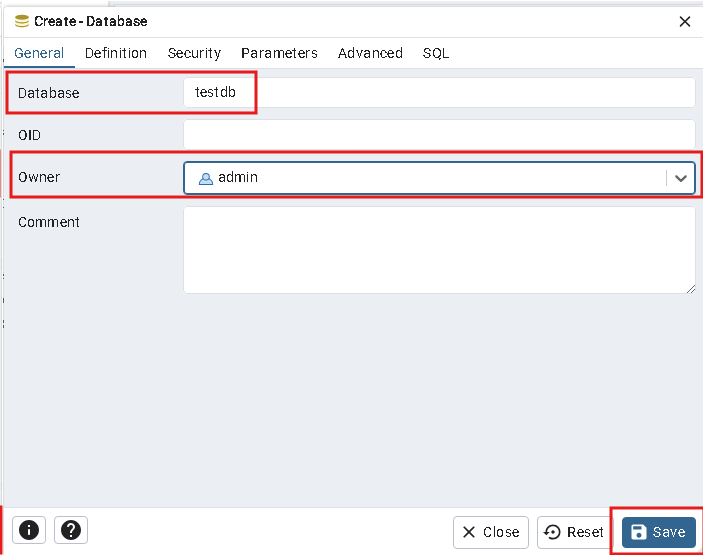 Create - Database
General Definition Security Parameters Advanced SQL
Database testdb
OID
Owner admin
Comment
Close Reset Save